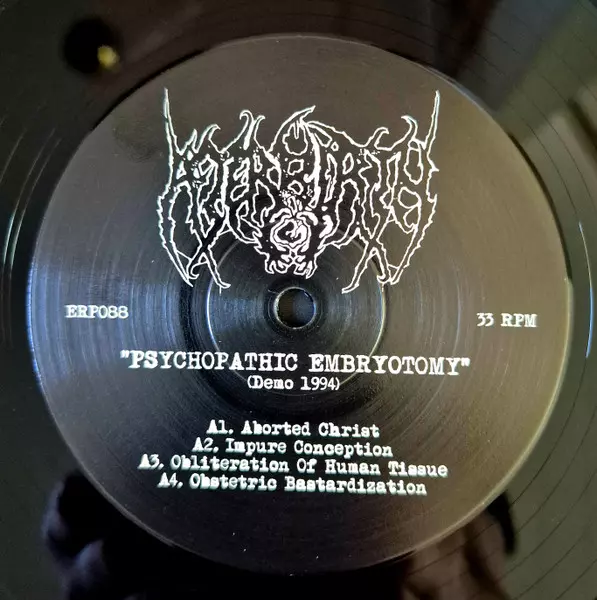 AFTERBIRTH
ERP088
33 RPM
"PSYCHOPATHIC EMBRYOTOMY"
(Demo 1994)
A1. Aborted Christ
A2. Impure Conception
A3. Obliteration Of Human Tissue
A4. Obstetric Bastardization